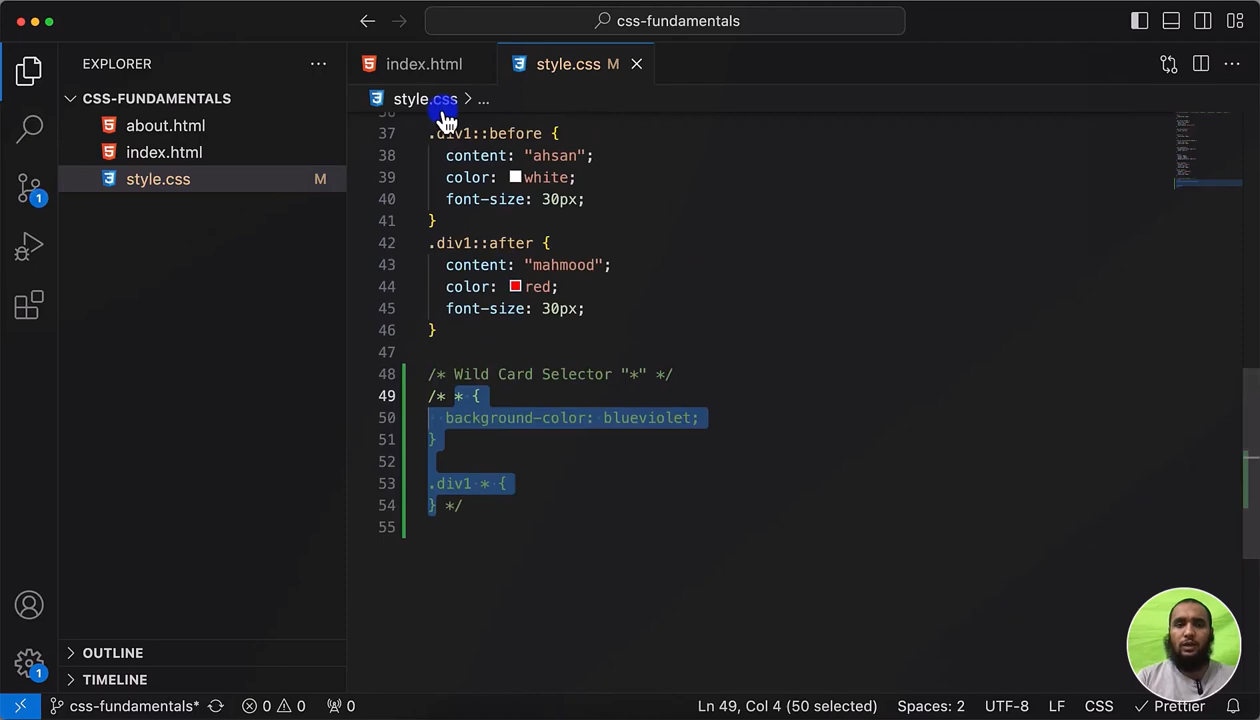 css-fundamentals
EXPLORER
CSS-FUNDAMENTALS
about.html
index.html
style.css M
1
index.html
style.css M
style.css > ...
37 .div1::before {
38 content: "ahsan";
39 color: white;
40 font-size: 30px;
41 }
42 .div1::after {
43 content: "mahmood";
44 color: red;
45 font-size: 30px;
46 }
47
48 /* Wild Card Selector "*" */
49 /* * {
50 background-color: blueviolet;
51 }
52
53 .div1 * {
54 } */
55
OUTLINE
TIMELINE
1
css-fundamentals* 0 0 0 Ln 49, Col 4 (50 selected) Spaces: 2 UTF-8 LF CSS Prettier